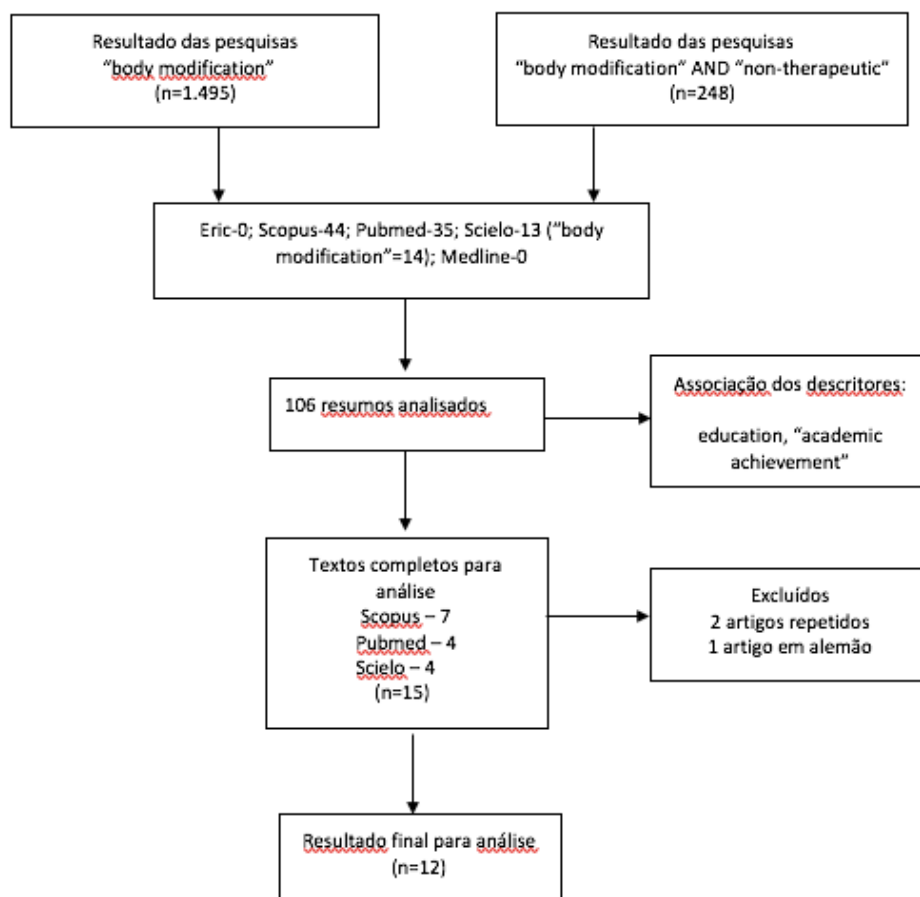 Resultado das pesquisas
“body modification”
(n=1.495)
Resultado das pesquisas
“body modification” AND “non-therapeutic”
(n=248)
Eric-0; Scopus-44; Pubmed-35; Scielo-13 (“body
modification”=14); Medline-0
106 resumos analisados
Associação dos descritores:
education, “academic
achievement”
Textos completos para
análise
Scopus – 7
Pubmed – 4
Scielo – 4
(n=15)
Excluídos
2 artigos repetidos
1 artigo em alemão
Resultado final para análise
(n=12)